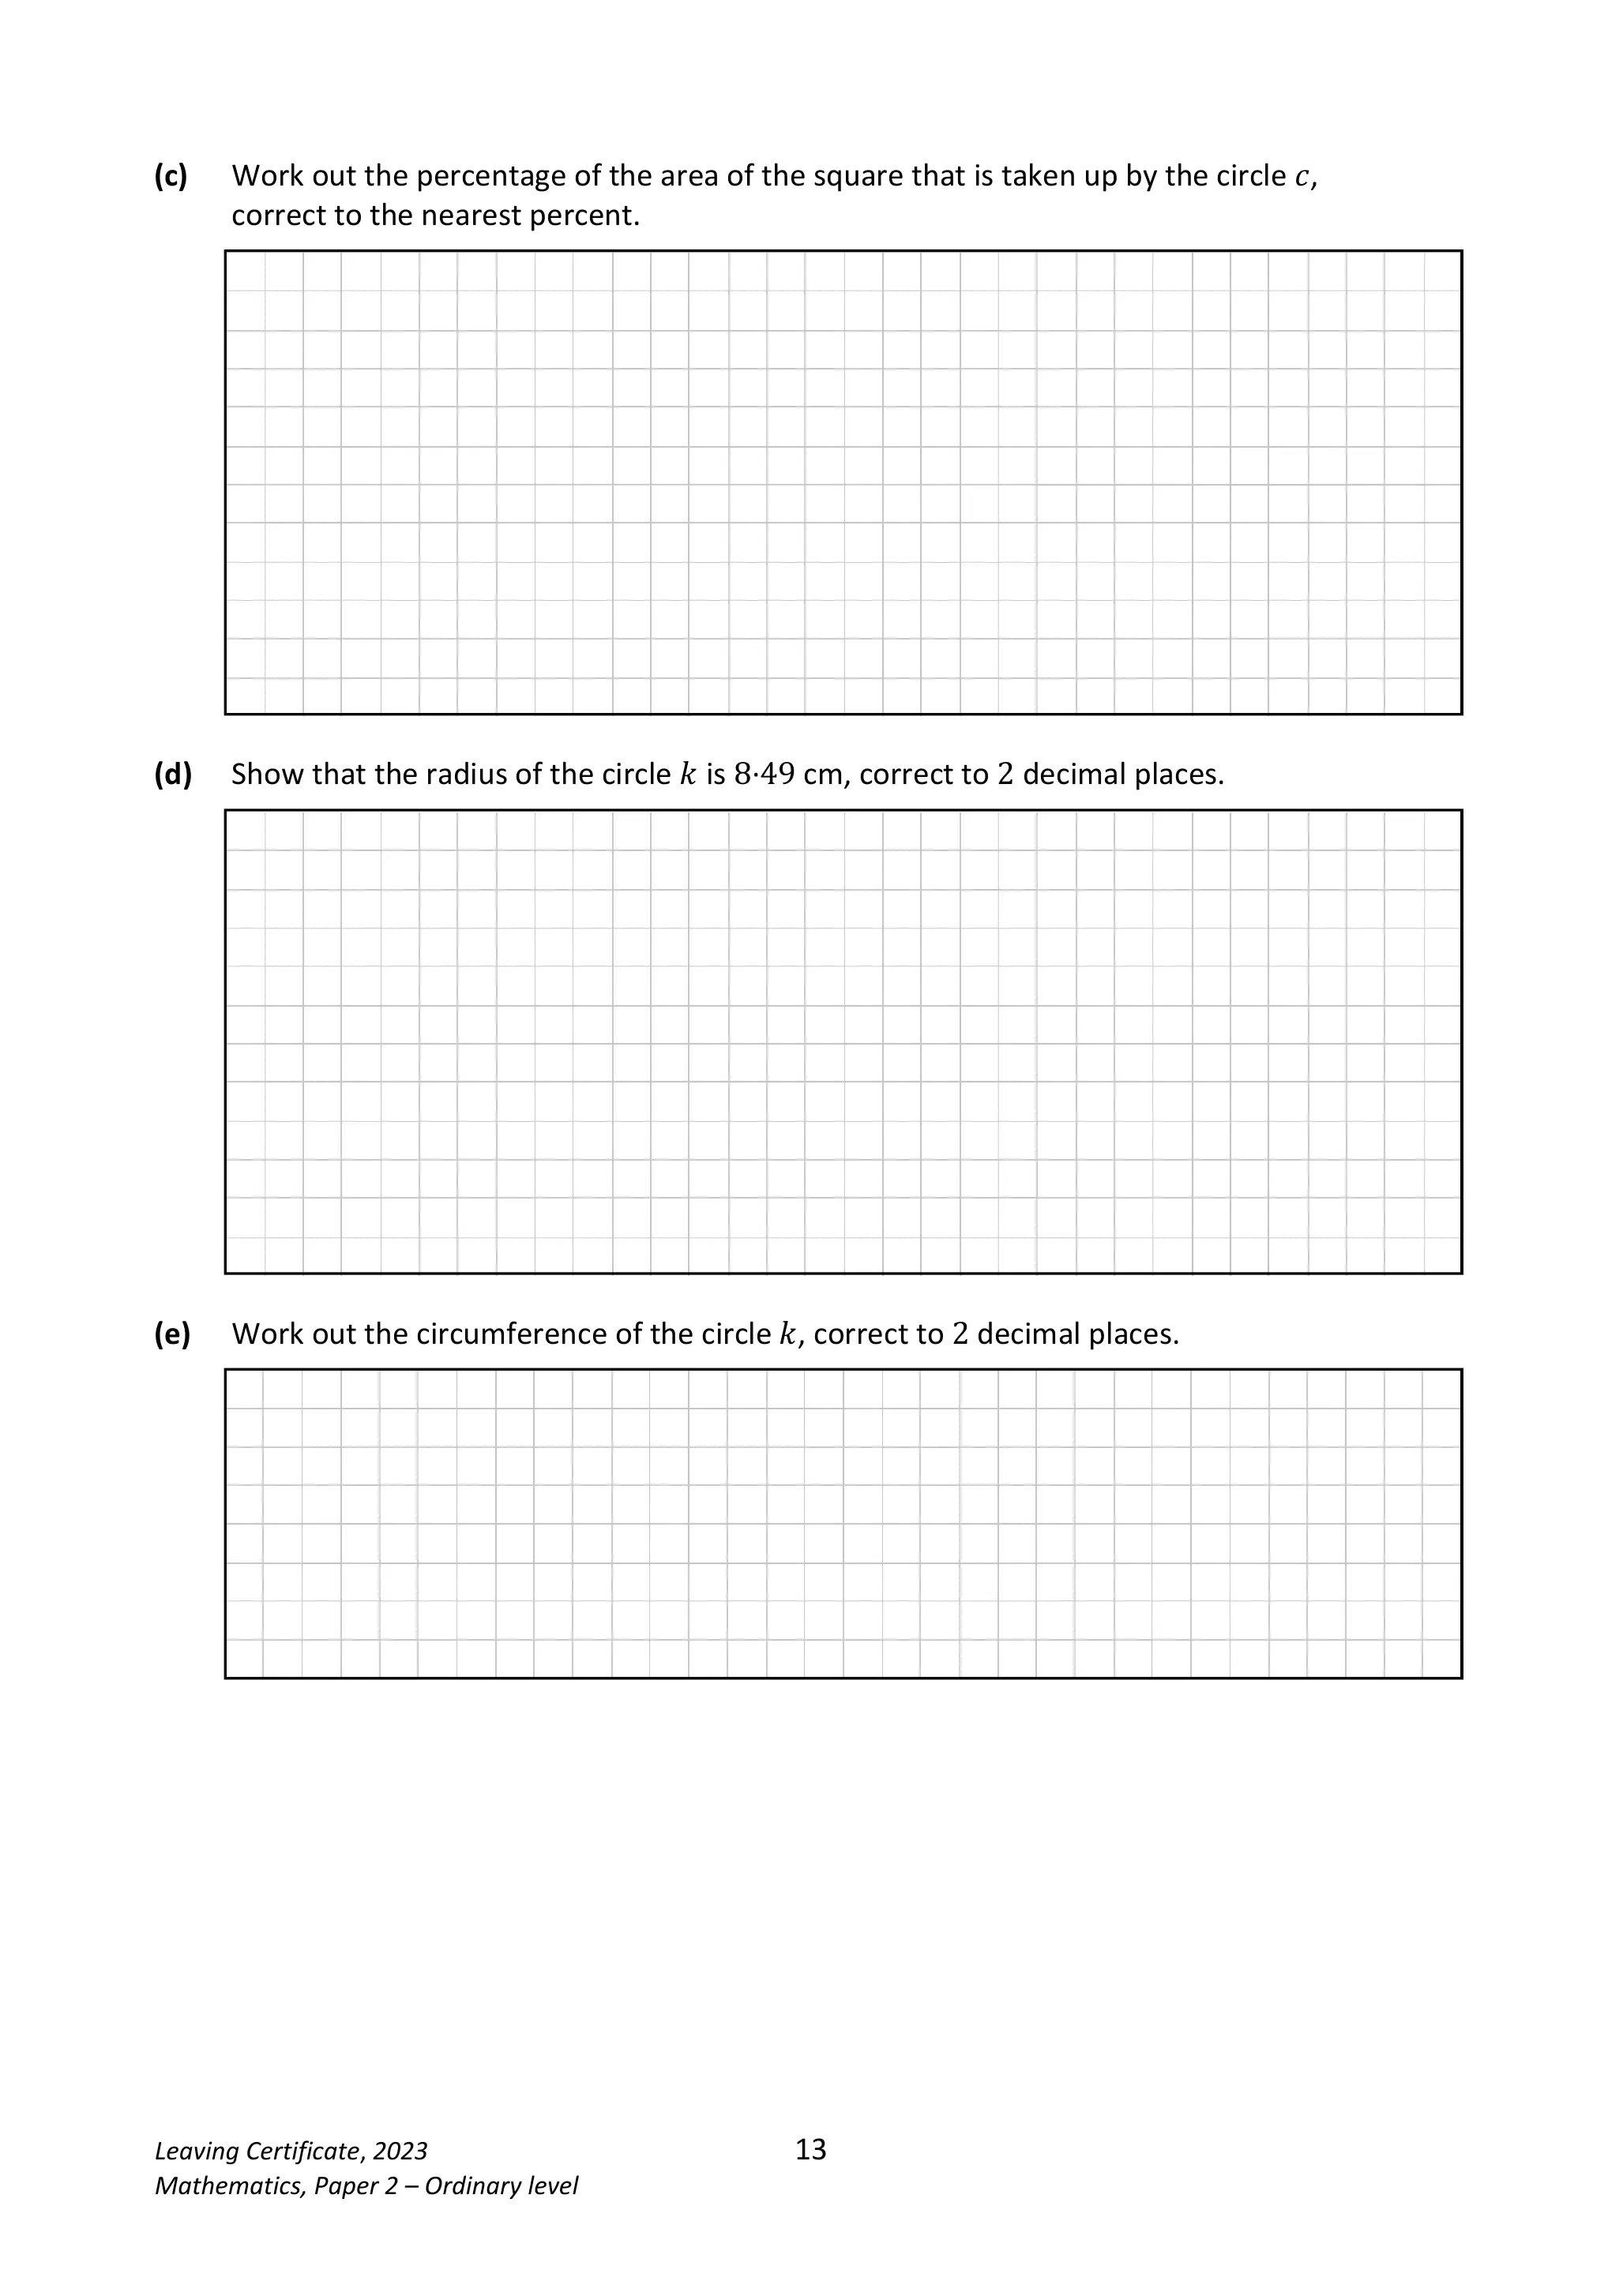 (c) Work out the percentage of the area of the square that is taken up by the circle 𝑐,
correct to the nearest percent.
(d) Show that the radius of the circle 𝑘 is 8·49 cm, correct to 2 decimal places.
(e) Work out the circumference of the circle 𝑘, correct to 2 decimal places.
Leaving Certificate, 2023
13
Mathematics, Paper 2 – Ordinary level